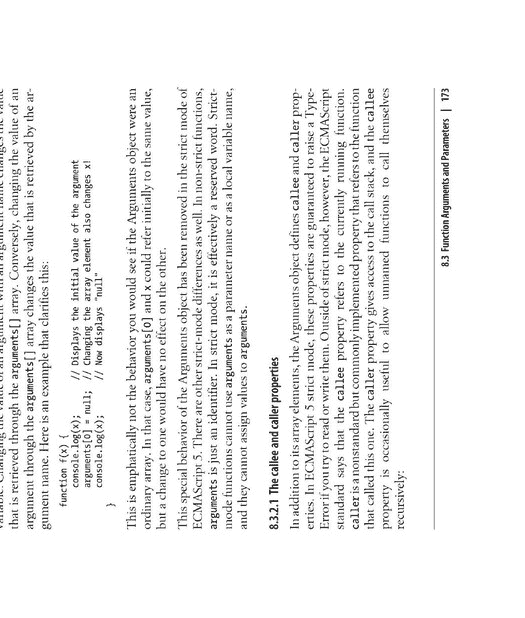 variable. Changing the value of an argument with an argument name changes the value
that is retrieved through the arguments[] array. Conversely, changing the value of an
argument through the arguments[] array changes the value that is retrieved by the ar-
gument name. Here is an example that clarifies this:
function f(x) {
console.log(x); // Displays the initial value of the argument
arguments[0] = null; // Changing the array element also changes x!
console.log(x); // Now displays "null"
}
This is emphatically not the behavior you would see if the Arguments object were an
ordinary array. In that case, arguments[0] and x could refer initially to the same value,
but a change to one would have no effect on the other.
This special behavior of the Arguments object has been removed in the strict mode of
ECMAScript 5. There are other strict-mode differences as well. In non-strict functions,
arguments is just an identifier. In strict mode, it is effectively a reserved word. Strict-
mode functions cannot use arguments as a parameter name or as a local variable name,
and they cannot assign values to arguments.
8.3.2.1 The callee and caller properties
In addition to its array elements, the Arguments object defines callee and caller prop-
erties. In ECMAScript 5 strict mode, these properties are guaranteed to raise a Type-
Error if you try to read or write them. Outside of strict mode, however, the ECMAScript
standard says that the callee property refers to the currently running function.
caller is a nonstandard but commonly implemented property that refers to the function
that called this one. The caller property gives access to the call stack, and the callee
property is occasionally useful to allow unnamed functions to call themselves
recursively:
8.3 Function Arguments and Parameters | 173